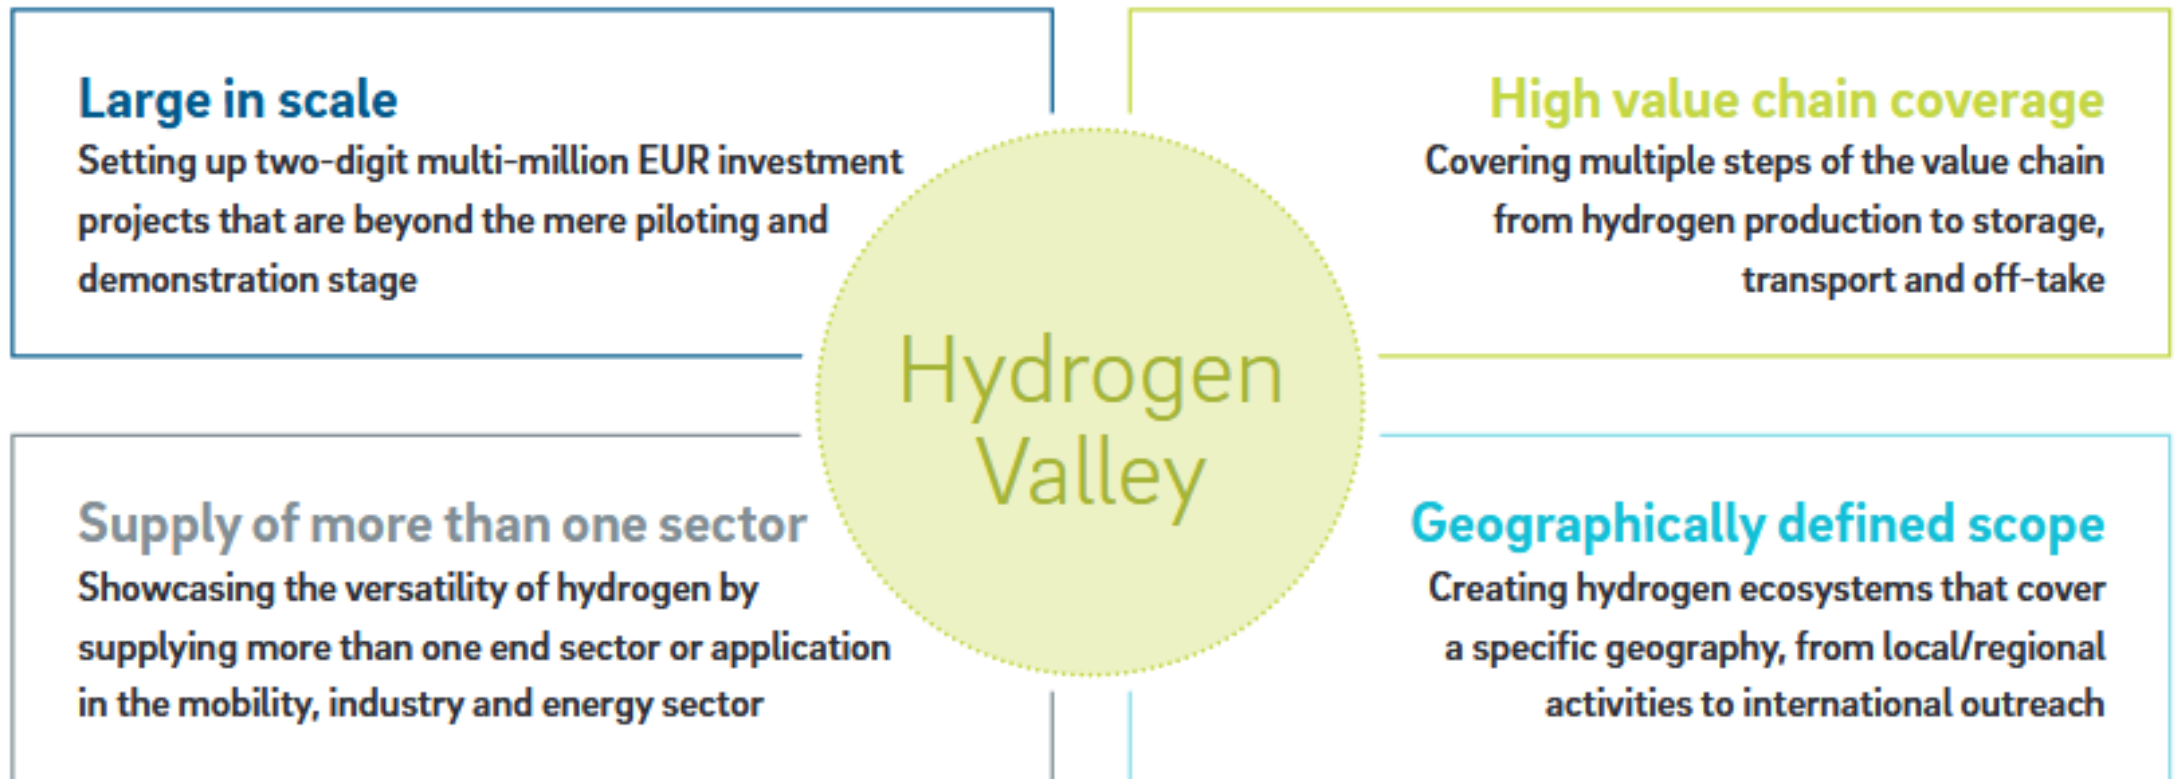 Large in scale
Setting up two-digit multi-million EUR investment
projects that are beyond the mere piloting and
demonstration stage
High value chain coverage
Covering multiple steps of the value chain
from hydrogen production to storage,
transport and off-take
Hydrogen
Valley
Supply of more than one sector
Showcasing the versatility of hydrogen by
supplying more than one end sector or application
in the mobility, industry and energy sector
Geographically defined scope
Creating hydrogen ecosystems that cover
a specific geography, from local/regional
activities to international outreach